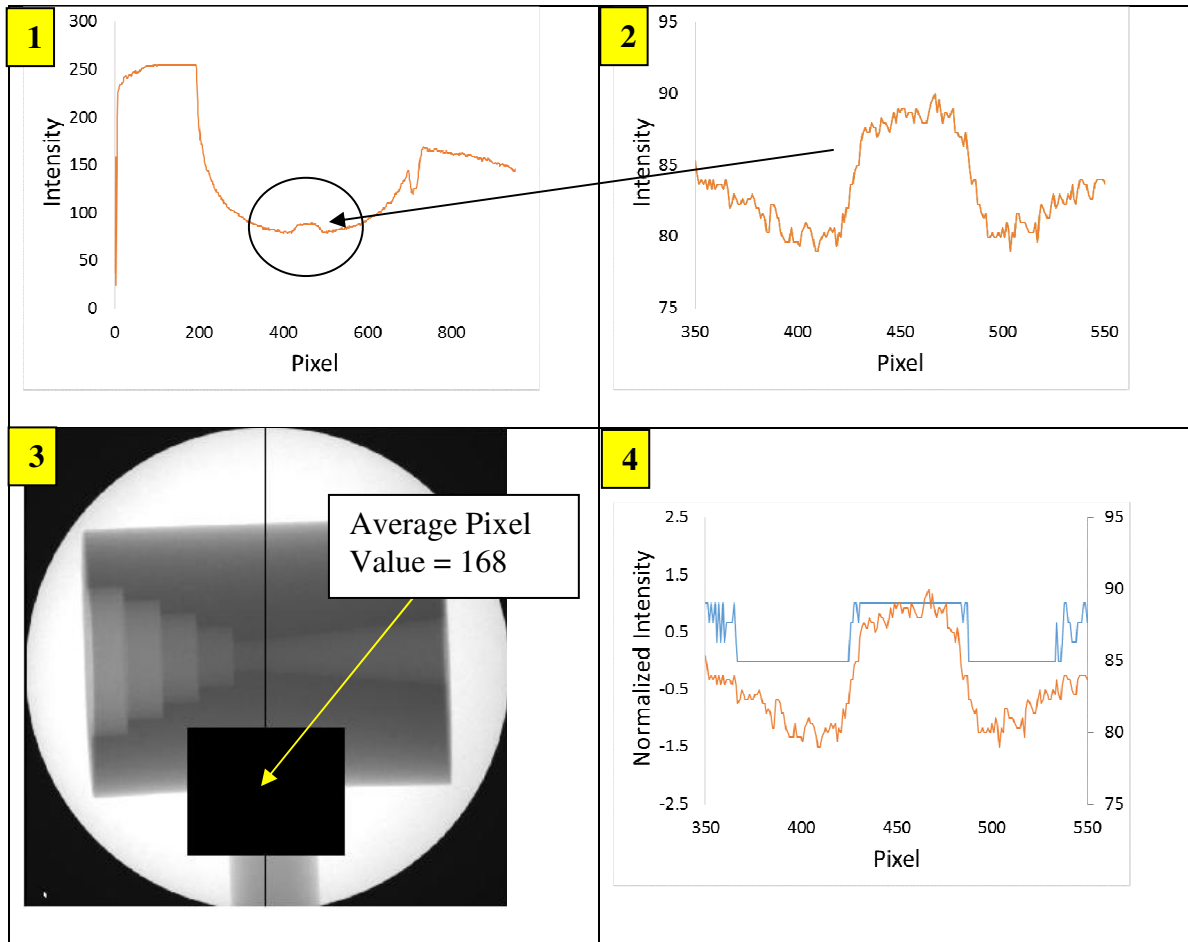 1
300
250
200
150
100
50
0
Intensity
0 200 400 600 800
Pixel
2
95
90
85
80
75
Intensity
350 400 450 500 550
Pixel
3
Average Pixel
Value = 168
4
2.5
1.5
0.5
-0.5
-1.5
-2.5
Normalized Intensity
95
90
85
80
75
350 400 450 500 550
Pixel